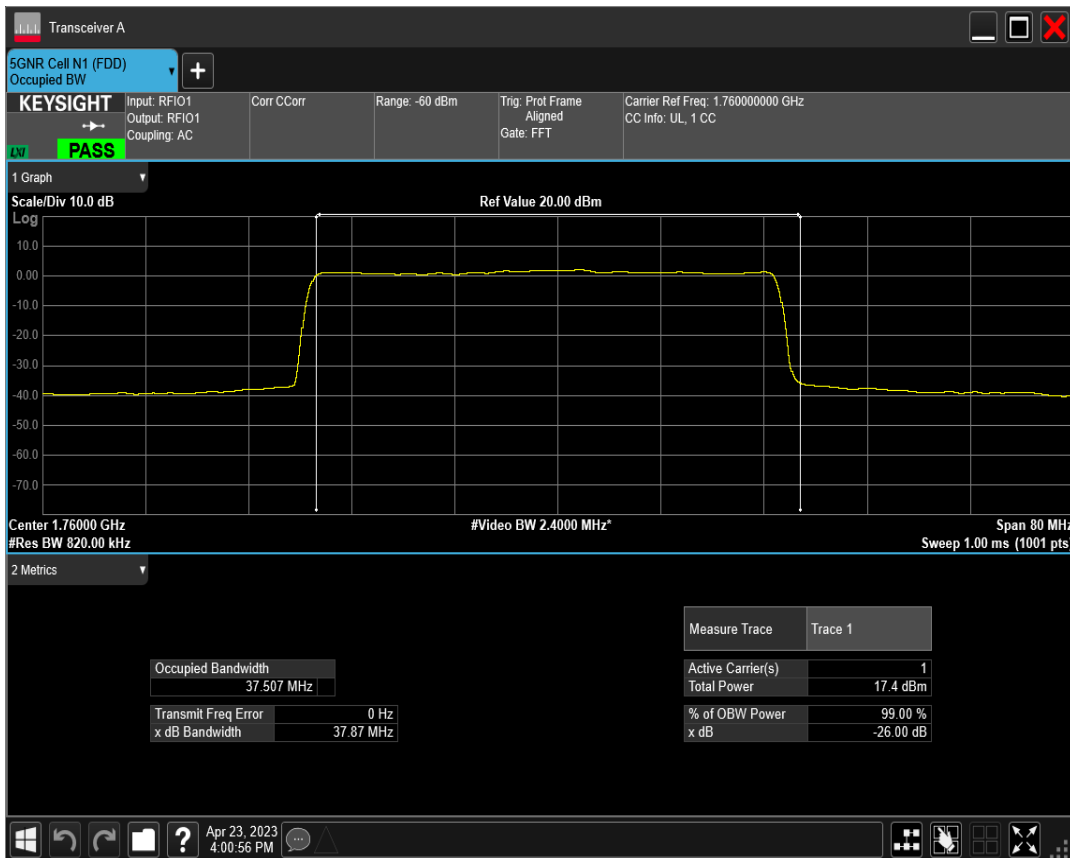 Transceiver A
5GNR Cell N1 (FDD)
Occupied BW
KEYSIGHT
LXI
PASS
Input: RFIO1
Output: RFIO1
Coupling: AC
Corr CCorr
Range: -60 dBm
Trig: Prot Frame
Aligned
Gate: FFT
Carrier Ref Freq: 1.760000000 GHz
CC Info: UL, 1 CC
1 Graph
Scale/Div 10.0 dB
Ref Value 20.00 dBm
Log
10.0
0.00
-10.0
-20.0
-30.0
-40.0
-50.0
-60.0
-70.0
Center 1.76000 GHz
#Video BW 2.4000 MHz*
Span 80 MHz
#Res BW 820.00 kHz
Sweep 1.00 ms (1001 pts)
2 Metrics
Measure Trace Trace 1
Occupied Bandwidth
37.507 MHz
Active Carrier(s) 1
Total Power 17.4 dBm
Transmit Freq Error 0 Hz
x dB Bandwidth 37.87 MHz
% of OBW Power 99.00 %
x dB -26.00 dB
Apr 23, 2023
4:00:56 PM